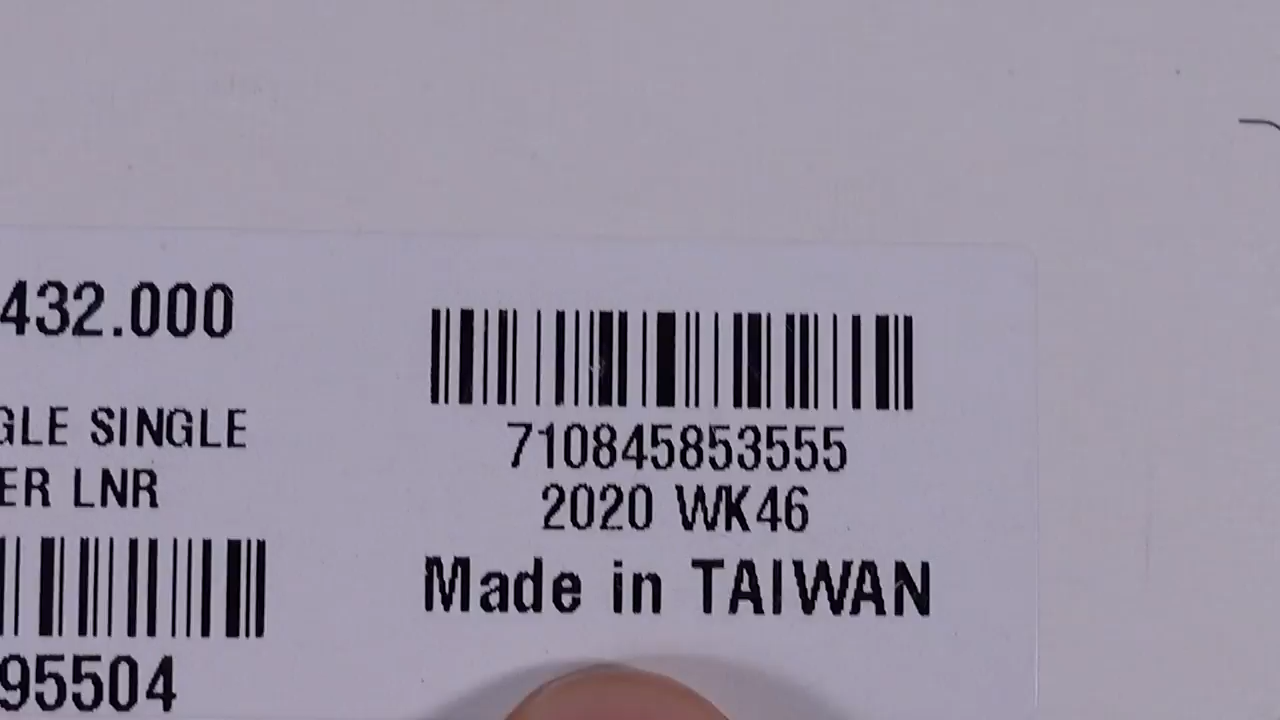 432.000
GLE SINGLE
ER LNR
95504
710845853555
2020 WK46
Made in TAIWAN